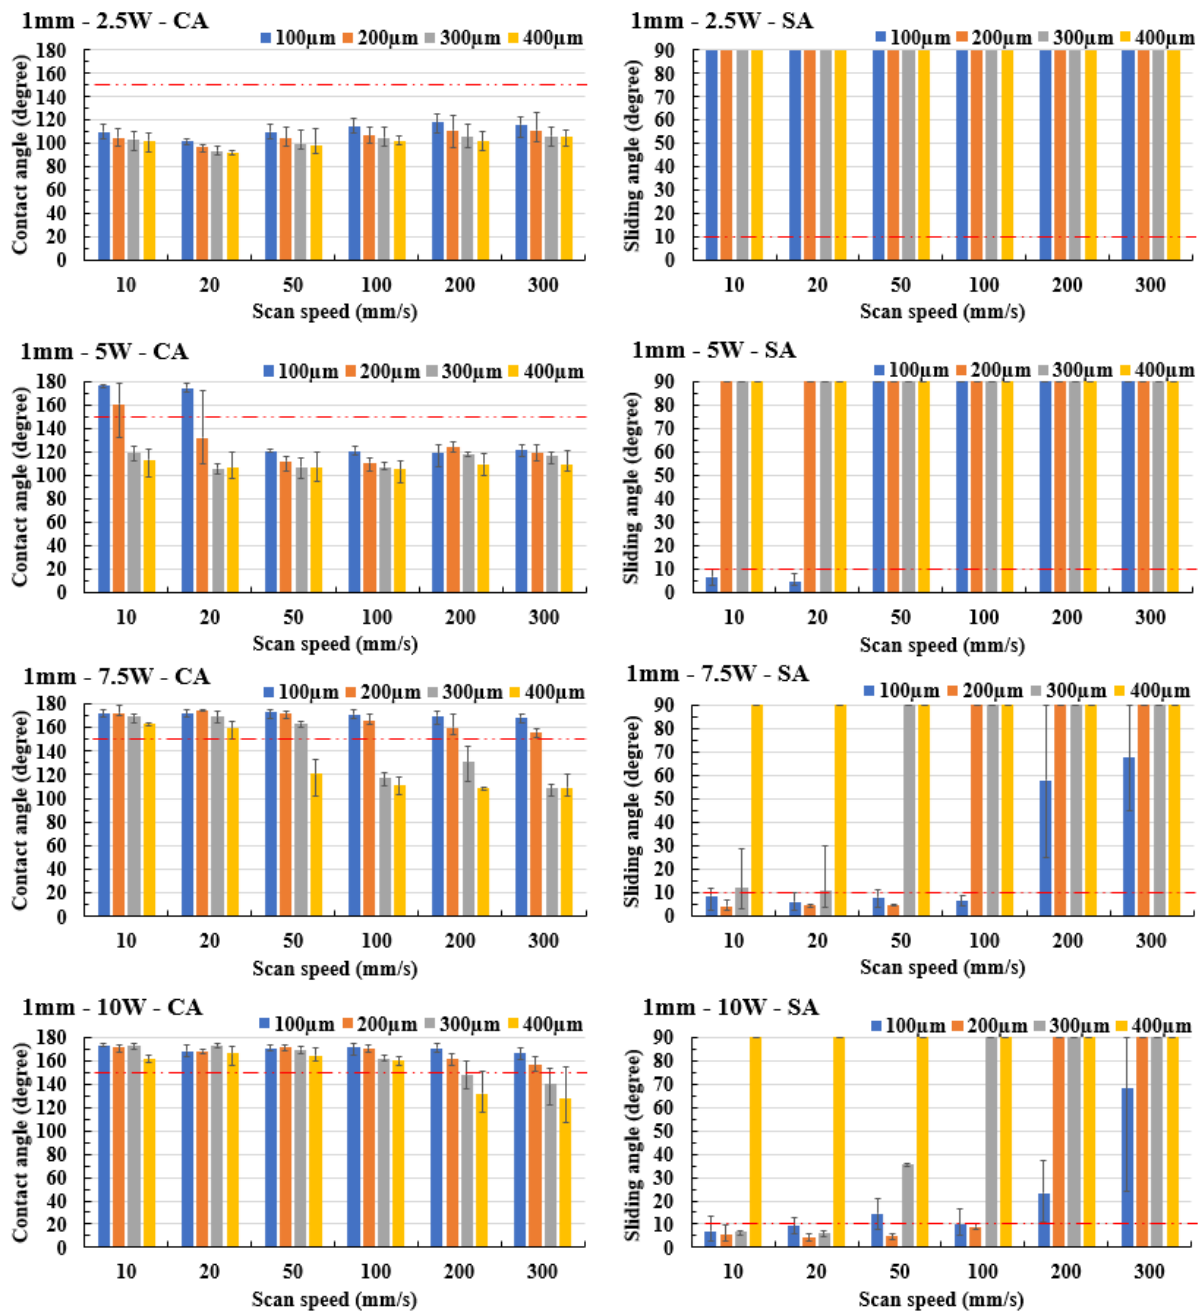 1mm - 2.5W - CA
100µm 200µm 300µm 400µm
180
160
140
120
100
80
60
40
20
0
Contact angle (degree)
10 20 50 100 200 300
Scan speed (mm/s)
1mm - 2.5W - SA
100µm 200µm 300µm 400µm
90
80
70
60
50
40
30
20
10
0
Sliding angle (degree)
10 20 50 100 200 300
Scan speed (mm/s)
1mm - 5W - CA
100µm 200µm 300µm 400µm
180
160
140
120
100
80
60
40
20
0
Contact angle (degree)
10 20 50 100 200 300
Scan speed (mm/s)
1mm - 5W - SA
100µm 200µm 300µm 400µm
90
80
70
60
50
40
30
20
10
0
Sliding angle (degree)
10 20 50 100 200 300
Scan speed (mm/s)
1mm - 7.5W - CA
100µm 200µm 300µm 400µm
180
160
140
120
100
80
60
40
20
0
Contact angle (degree)
10 20 50 100 200 300
Scan speed (mm/s)
1mm - 7.5W - SA
100µm 200µm 300µm 400µm
90
80
70
60
50
40
30
20
10
0
Sliding angle (degree)
10 20 50 100 200 300
Scan speed (mm/s)
1mm - 10W - CA
100µm 200µm 300µm 400µm
180
160
140
120
100
80
60
40
20
0
Contact angle (degree)
10 20 50 100 200 300
Scan speed (mm/s)
1mm - 10W - SA
100µm 200µm 300µm 400µm
90
80
70
60
50
40
30
20
10
0
Sliding angle (degree)
10 20 50 100 200 300
Scan speed (mm/s)